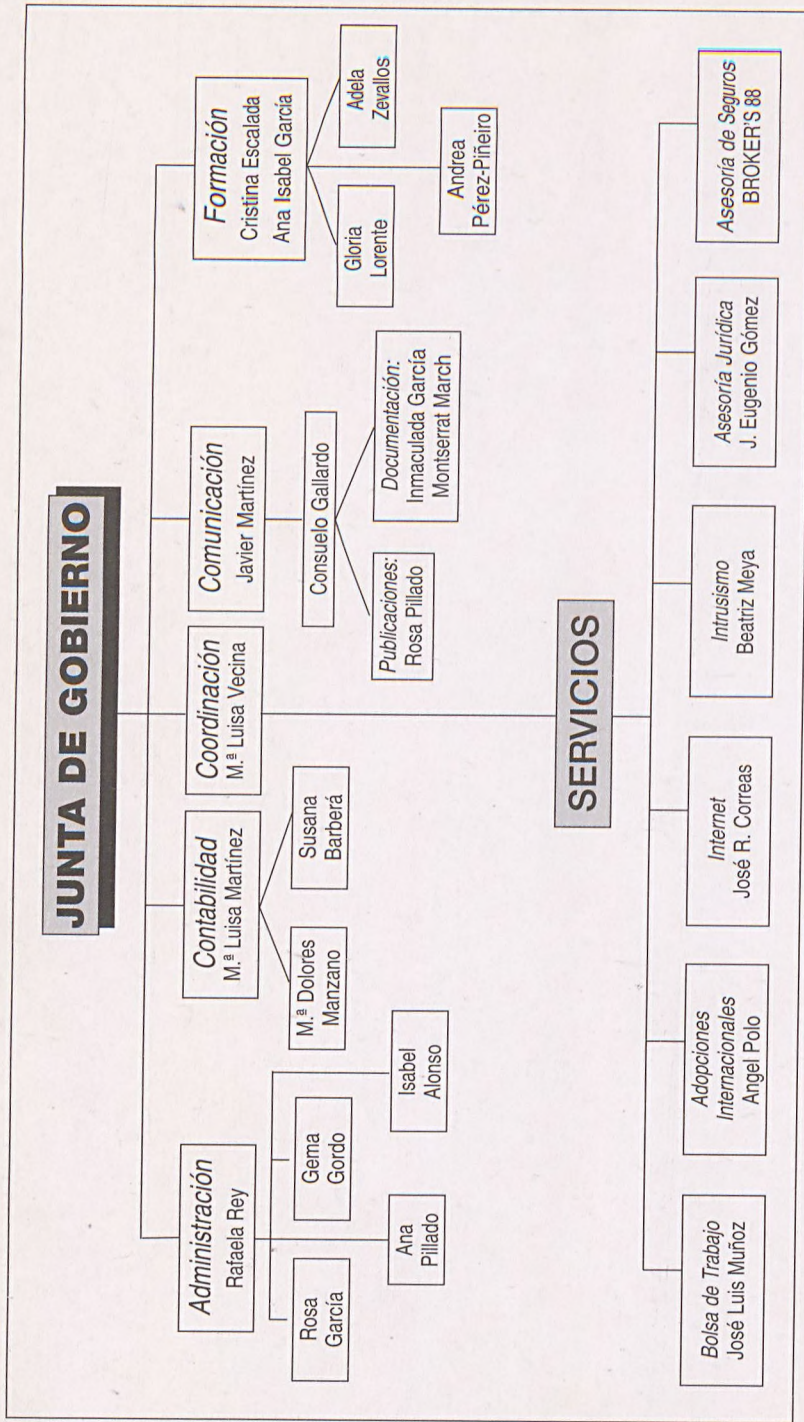 JUNTA DE GOBIERNO
Administración
Rafaela Rey
Rosa
García
Gema
Gordo
Ana
Pillado
Isabel
Alonso
Contabilidad
M.ª Luisa Martínez
M.ª Dolores
Manzano
Susana
Barberá
Coordinación
M.ª Luisa Vecina
Comunicación
Javier Martínez
Consuelo Gallardo
Publicaciones:
Rosa Pillado
Documentación:
Inmaculada García
Montserrat March
Formación
Cristina Escalada
Ana Isabel García
Gloria
Lorente
Adela
Zevallos
Andrea
Pérez-Piñeiro
SERVICIOS
Bolsa de Trabajo
José Luis Muñoz
Adopciones
Internacionales
Angel Polo
Internet
José R. Correas
Intrusismo
Beatriz Meya
Asesoría Jurídica
J. Eugenio Gómez
Asesoría de Seguros
BROKER'S 88